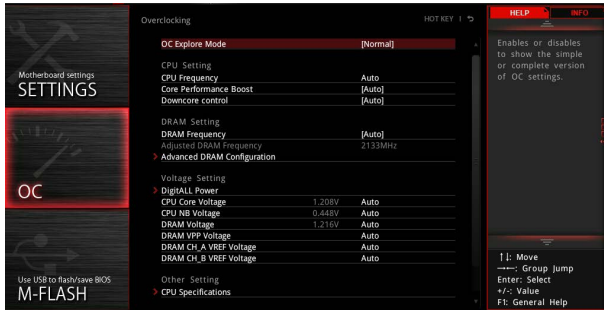 Overclocking
HOT KEY |
HELP
INFO
Motherboard settings
SETTINGS
OC
Use USB to flash/save BIOS
M-FLASH
OC Explore Mode [Normal]
CPU Setting
CPU Frequency Auto
Core Performance Boost [Auto]
Downcore control [Auto]
DRAM Setting
DRAM Frequency [Auto]
Adjusted DRAM Frequency 2133MHz
Advanced DRAM Configuration
Voltage Setting
DigitALL Power
CPU Core Voltage 1.208V Auto
CPU NB Voltage 0.448V Auto
DRAM Voltage 1.216V Auto
DRAM VPP Voltage Auto
DRAM CH_A VREF Voltage Auto
DRAM CH_B VREF Voltage Auto
Other Setting
CPU Specifications
Enables or disables
to show the simple
or complete version
of OC settings.
↑↓: Move
→←: Group Jump
Enter: Select
+/-: Value
F1: General Help